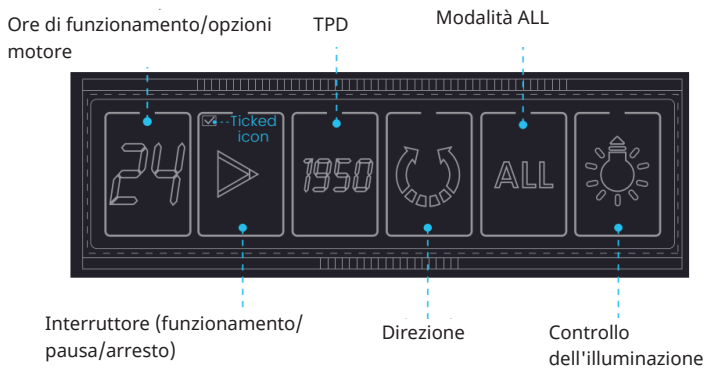 Ore di funzionamento/opzioni
motore
TPD
Modalità ALL
Ticked
icon
24
1950
ALL
Interruttore (funzionamento/
pausa/arresto)
Direzione
Controllo
dell'illuminazione